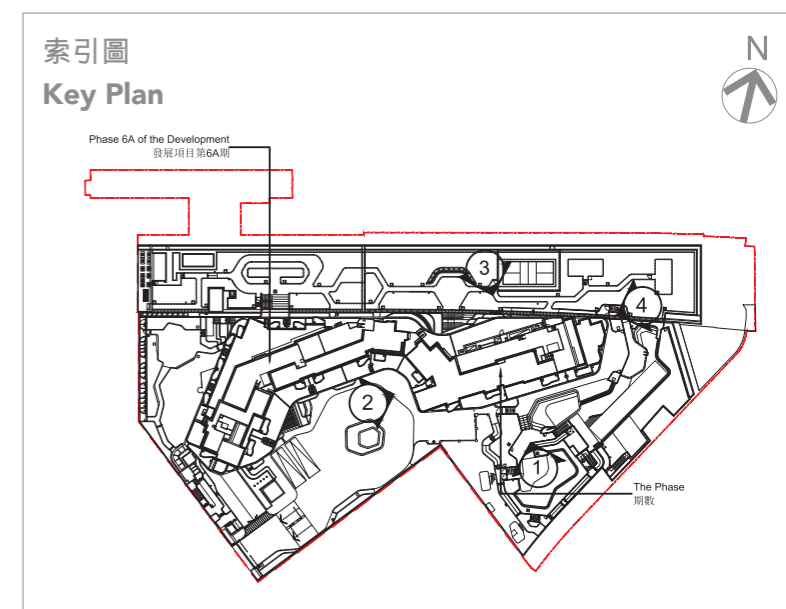 索引圖
Key Plan
N
Phase 6A of the Development
發展項目第6A期
3
4
2
1
The Phase
期數